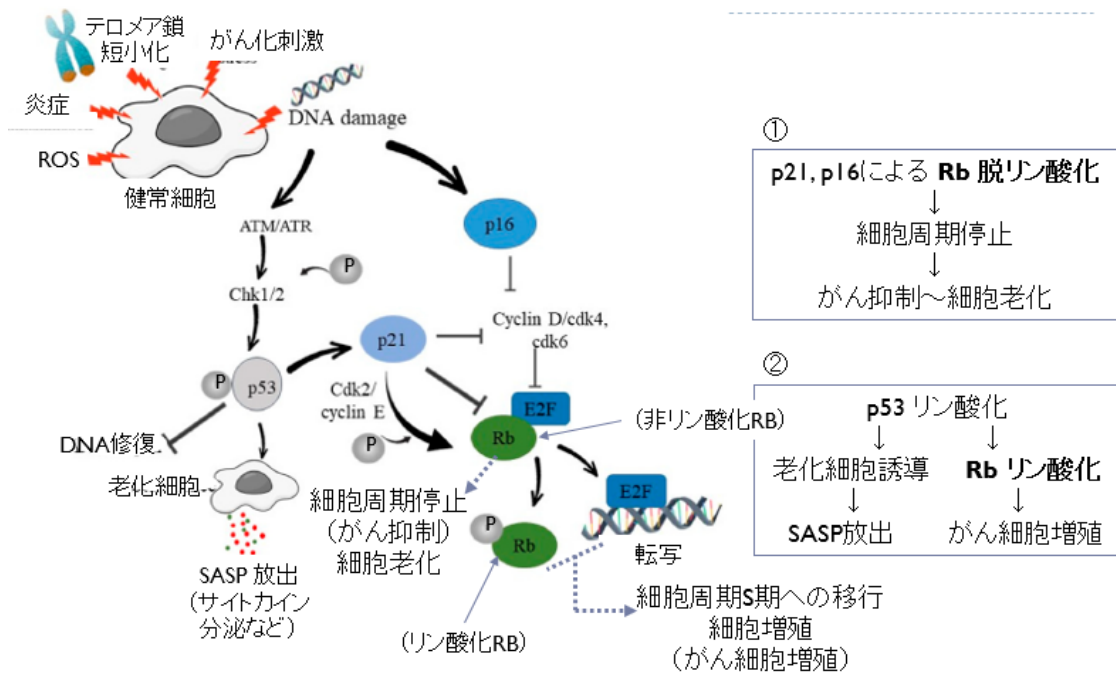 テロメア鎖
短小化
がん化刺激
炎症
ROS
DNA damage
健常細胞
ATM/ATR
p16
P
Chk1/2
Cyclin D/cdk4,
cdk6
p21
P
p53
Cdk2/
cyclin E
E2F
(非リン酸化RB)
P
Rb
DNA修復
老化細胞
細胞周期停止
(がん抑制)
細胞老化
E2F
P
Rb
転写
SASP 放出
(サイトカイン
分泌など)
(リン酸化RB)
細胞周期S期への移行
細胞増殖
(がん細胞増殖)
①
p21, p16による Rb 脱リン酸化
↓
細胞周期停止
↓
がん抑制～細胞老化
②
p53 リン酸化
↓ ↓
老化細胞誘導 Rb リン酸化
↓ ↓
SASP放出 がん細胞増殖